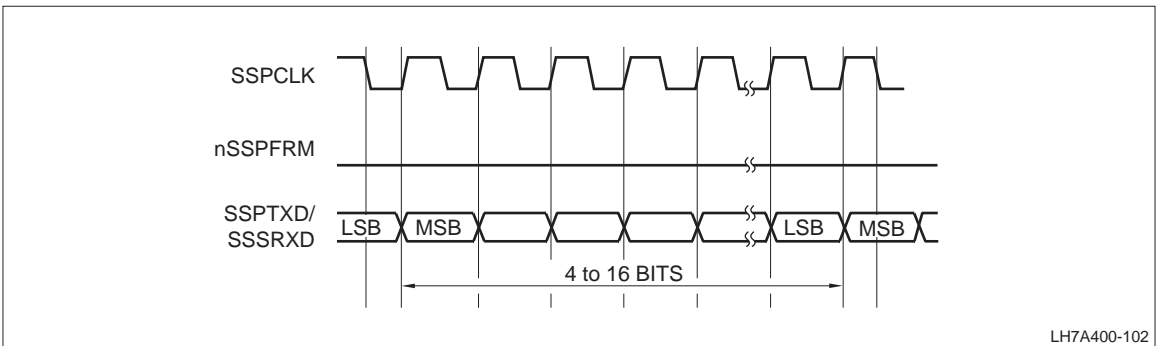 SSPCLK
nSSPFRM
SSPTXD/
SSSRXD
LSB MSB LSB MSB
4 to 16 BITS
LH7A400-102